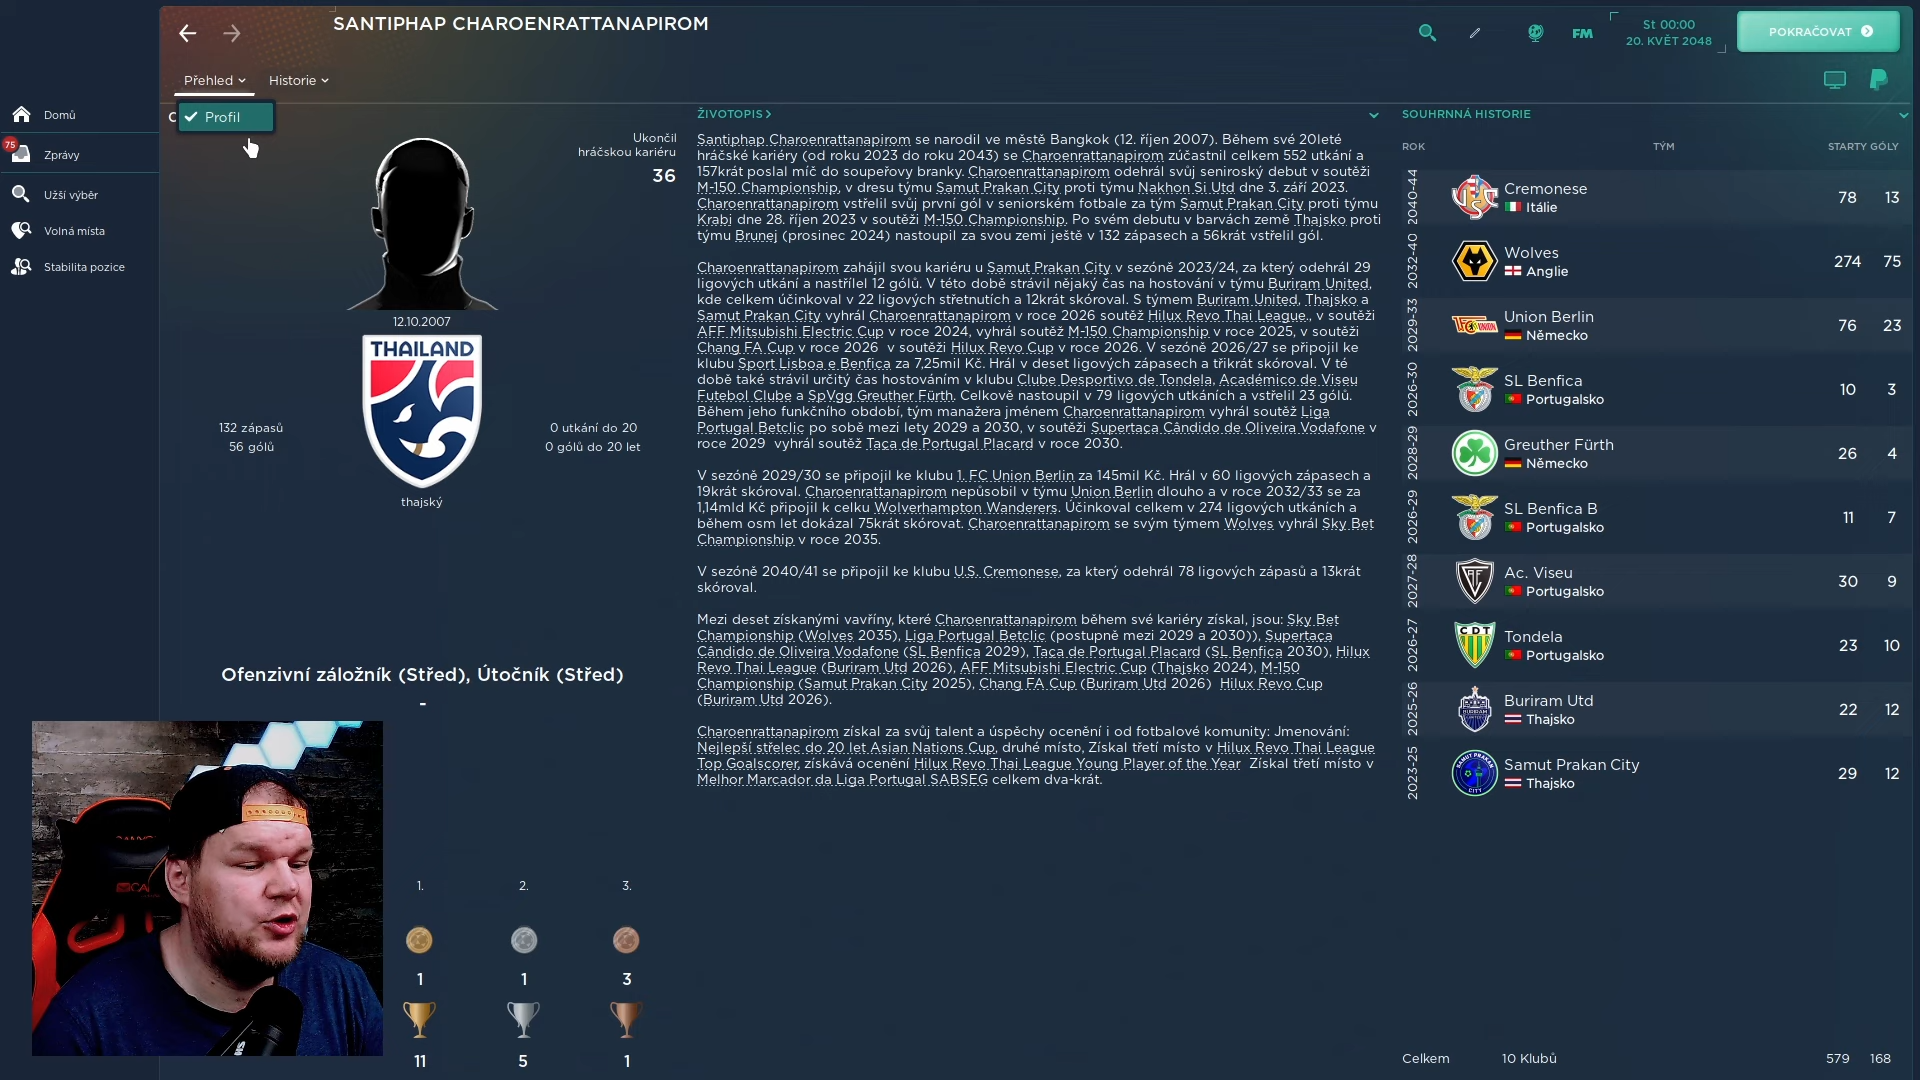 SANTIPHAP CHAROENRATTANAPIROM
FM
St 00:00
20. KVĚT 2048
POKRAČOVAT
Přehled
Historie
Profil
Domů
75
Zprávy
Užší výběr
Volná místa
Stabilita pozice
Ukončil
hráčskou kariéru
36
12.10.2007
THAILAND
132 zápasů
56 gólů
0 utkání do 20
0 gólů do 20 let
thajský
Ofenzivní záložník (Střed), Útočník (Střed)
-
1.
2.
3.
1
1
3
11
5
1
ŽIVOTOPIS >
Santiphap Charoenrattanapirom se narodil ve městě Bangkok (12. říjen 2007). Během své 20leté
hráčské kariéry (od roku 2023 do roku 2043) se Charoenrattanapirom zúčastnil celkem 552 utkání a
157krát poslal míč do soupeřovy branky. Charoenrattanapirom odehrál svůj seniroský debut v soutěži
M-150 Championship, v dresu týmu Samut Prakan City proti týmu Nakhon Si Utd dne 3. září 2023.
Charoenrattanapirom vstřelil svůj první gól v seniorském fotbale za tým Samut Prakan City proti týmu
Krabi dne 28. říjen 2023 v soutěži M-150 Championship. Po svém debutu v barvách země Thajsko proti
týmu Brunej (prosinec 2024) nastoupil za svou zemi ještě v 132 zápasech a 56krát vstřelil gól.
Charoenrattanapirom zahájil svou kariéru u Samut Prakan City v sezóně 2023/24, za který odehrál 29
ligových utkání a nastřílel 12 gólů. V této době strávil nějaký čas na hostování v týmu Buriram United,
kde celkem účinkoval v 22 ligových střetnutích a 12krát skóroval. S týmem Buriram United, Thajsko a
Samut Prakan City vyhrál Charoenrattanapirom v roce 2026 soutěž Hilux Revo Thai League., v soutěži
AFF Mitsubishi Electric Cup v roce 2024, vyhrál soutěž M-150 Championship v roce 2025, v soutěži
Chang FA Cup v roce 2026  v soutěži Hilux Revo Cup v roce 2026. V sezóně 2026/27 se připojil ke
klubu Sport Lisboa e Benfica za 7,25mil Kč. Hrál v deset ligových zápasech a třikrát skóroval. V té
době také strávil určitý čas hostováním v klubu Clube Desportivo de Tondela, Académico de Viseu
Futebol Clube a SpVgg Greuther Fürth. Celkově nastoupil v 79 ligových utkáních a vstřelil 23 gólů.
Během jeho funkčního období, tým manažera jménem Charoenrattanapirom vyhrál soutěž Liga
Portugal Betclic po sobě mezi lety 2029 a 2030, v soutěži Supertaça Cândido de Oliveira Vodafone v
roce 2029  vyhrál soutěž Taça de Portugal Placard v roce 2030.
V sezóně 2029/30 se připojil ke klubu 1. FC Union Berlin za 145mil Kč. Hrál v 60 ligových zápasech a
19krát skóroval. Charoenrattanapirom nepůsobil v týmu Union Berlin dlouho a v roce 2032/33 se za
1,14mld Kč připojil k celku Wolverhampton Wanderers. Účinkoval celkem v 274 ligových utkáních a
během osm let dokázal 75krát skórovat. Charoenrattanapirom se svým týmem Wolves vyhrál Sky Bet
Championship v roce 2035.
V sezóně 2040/41 se připojil ke klubu U.S. Cremonese, za který odehrál 78 ligových zápasů a 13krát
skóroval.
Mezi deset získanými vavříny, které Charoenrattanapirom během své kariéry získal, jsou: Sky Bet
Championship (Wolves 2035), Liga Portugal Betclic (postupně mezi 2029 a 2030)), Supertaça
Cândido de Oliveira Vodafone (SL Benfica 2029), Taça de Portugal Placard (SL Benfica 2030), Hilux
Revo Thai League (Buriram Utd 2026), AFF Mitsubishi Electric Cup (Thajsko 2024), M-150
Championship (Samut Prakan City 2025), Chang FA Cup (Buriram Utd 2026)  Hilux Revo Cup
(Buriram Utd 2026).
Charoenrattanapirom získal za svůj talent a úspěchy ocenění i od fotbalové komunity: Jmenování:
Nejlepší střelec do 20 let Asian Nations Cup, druhé místo, Získal třetí místo v Hilux Revo Thai League
Top Goalscorer, získává ocenění Hilux Revo Thai League Young Player of the Year  Získal třetí místo v
Melhor Marcador da Liga Portugal SABSEG celkem dva-krát.
SOUHRNNÁ HISTORIE
ROK TÝM STARTY GÓLY
2040-44 Cremonese 78 13
Itálie
2032-40 Wolves 274 75
Anglie
2029-33 Union Berlin 76 23
Německo
2026-30 SL Benfica 10 3
Portugalsko
2028-29 Greuther Fürth 26 4
Německo
2026-29 SL Benfica B 11 7
Portugalsko
2027-28 Ac. Viseu 30 9
Portugalsko
2026-27 Tondela 23 10
CDT
Portugalsko
2025-26 Buriram Utd 22 12
Thajsko
2023-25 Samut Prakan City 29 12
Thajsko
Celkem 10 Klubů 579 168